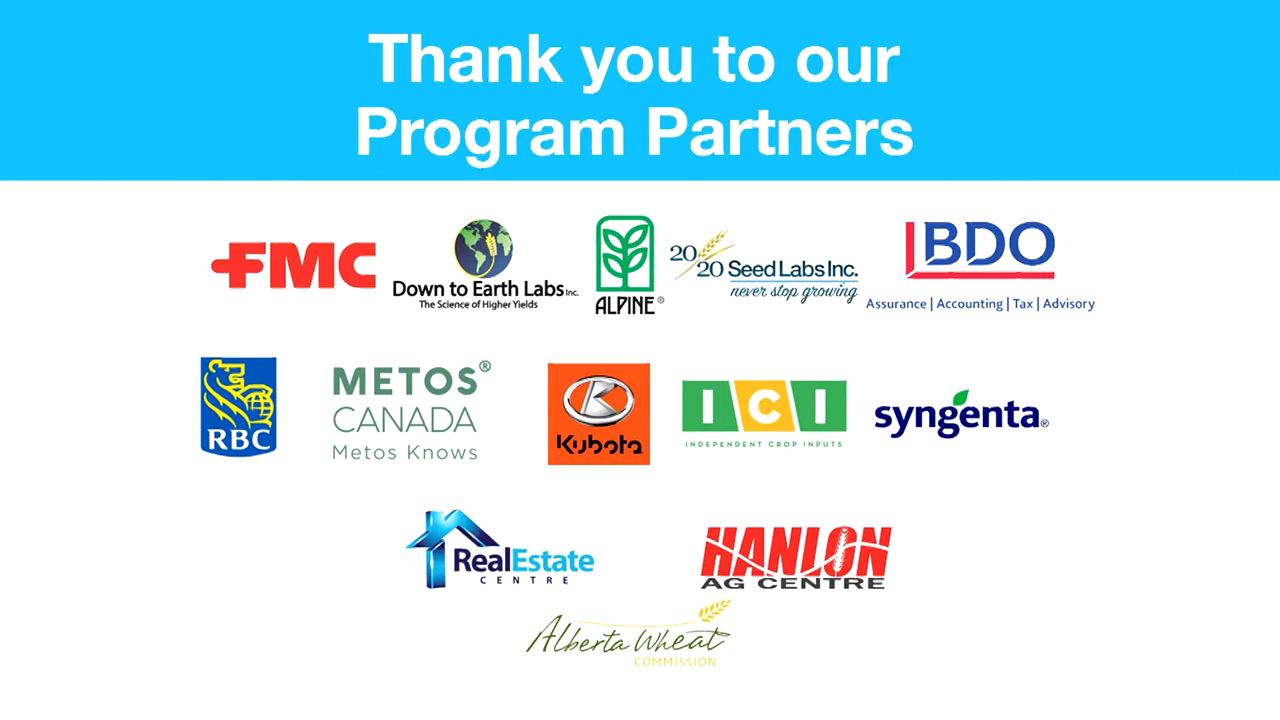 Thank you to our
Program Partners
FMC
Down to Earth Labs Inc.
The Science of Higher Yields
ALPINE®
20/20 Seed Labs Inc.
never stop growing
BDO
Assurance | Accounting | Tax | Advisory
RBC
METOS®
CANADA
Metos Knows
Kubota
ICI
INDEPENDENT CROP INPUTS
syngenta®
RealEstate
CENTRE
HANLON
AG CENTRE
Alberta Wheat
COMMISSION